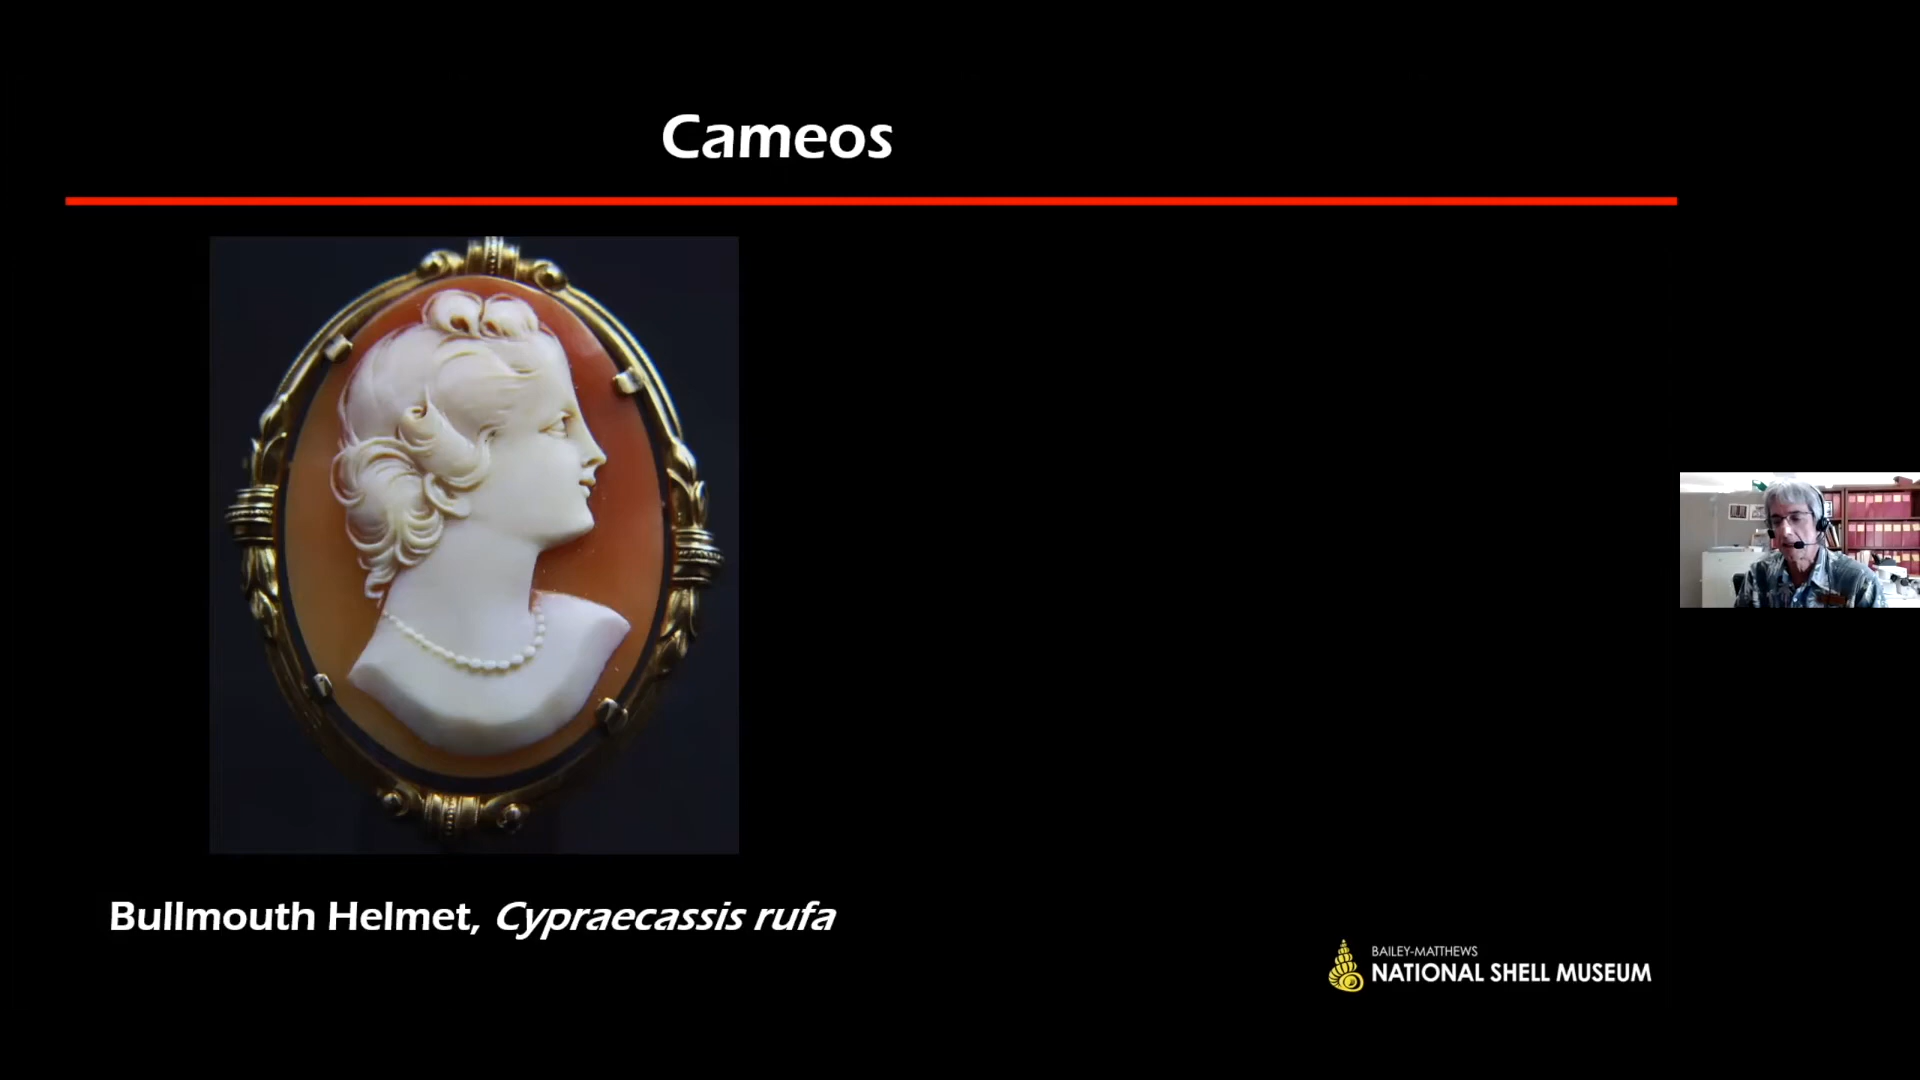 Cameos
Bullmouth Helmet, Cypraecassis rufa
BAILEY-MATTHEWS
NATIONAL SHELL MUSEUM